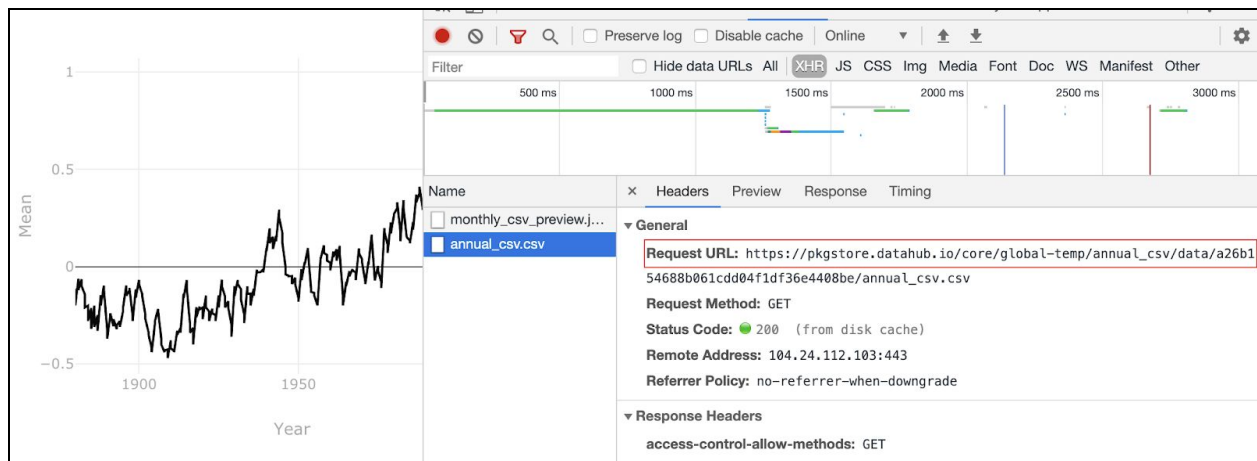 Preserve log Disable cache Online
Filter Hide data URLs All XHR JS CSS Img Media Font Doc WS Manifest Other
500 ms 1000 ms 1500 ms 2000 ms 2500 ms 3000 ms
Name
monthly_csv_preview.j...
annual_csv.csv
× Headers Preview Response Timing
General
Request URL: https://pkgstore.datahub.io/core/global-temp/annual_csv/data/a26b1
54688b061cdd04f1df36e4408be/annual_csv.csv
Request Method: GET
Status Code: 200 (from disk cache)
Remote Address: 104.24.112.103:443
Referrer Policy: no-referrer-when-downgrade
Response Headers
access-control-allow-methods: GET
1
0.5
0
−0.5
Mean
1900 1950
Year